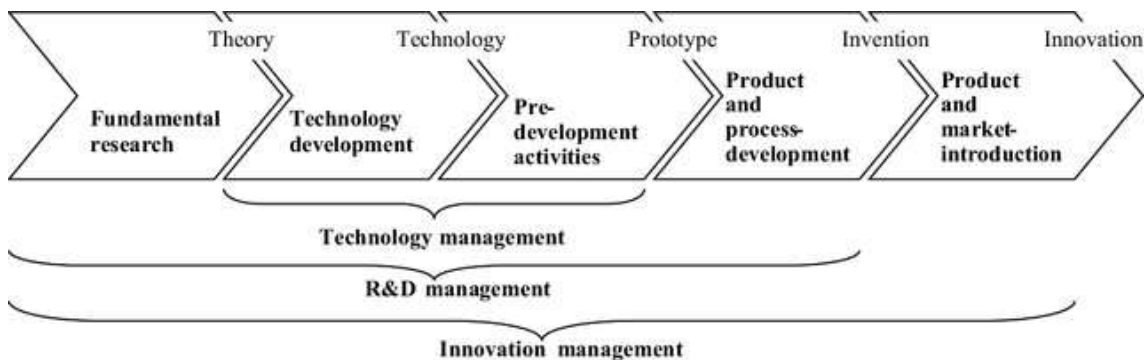 Theory
Technology
Prototype
Invention
Innovation
Fundamental
research
Technology
development
Pre-
development
activities
Product
and
process-
development
Product
and
market-
introduction
Technology management
R&D management
Innovation management